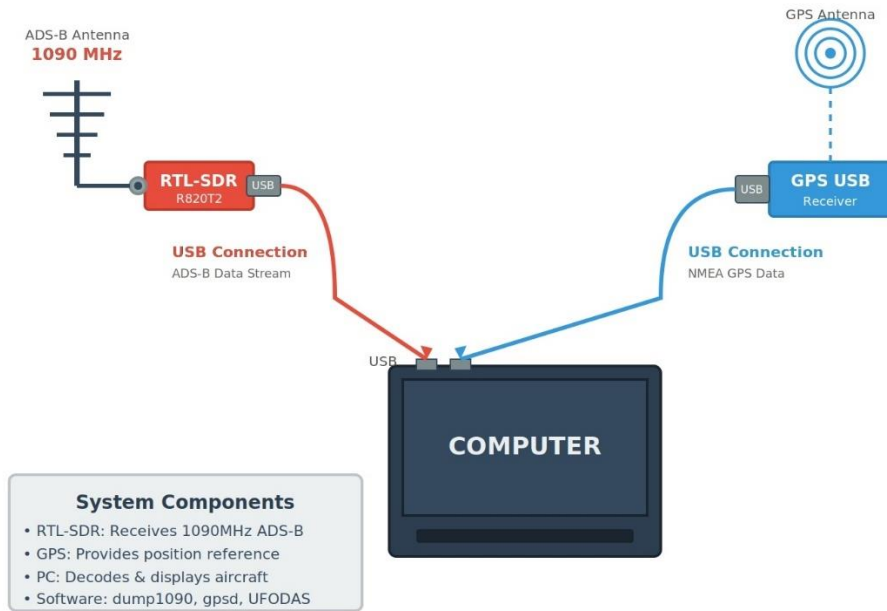 ADS-B Antenna
1090 MHz
GPS Antenna
RTL-SDR
R820T2
USB
USB
GPS USB
Receiver
USB Connection
ADS-B Data Stream
USB Connection
NMEA GPS Data
USB
COMPUTER
System Components
• RTL-SDR: Receives 1090MHz ADS-B
• GPS: Provides position reference
• PC: Decodes & displays aircraft
• Software: dump1090, gpsd, UFODAS